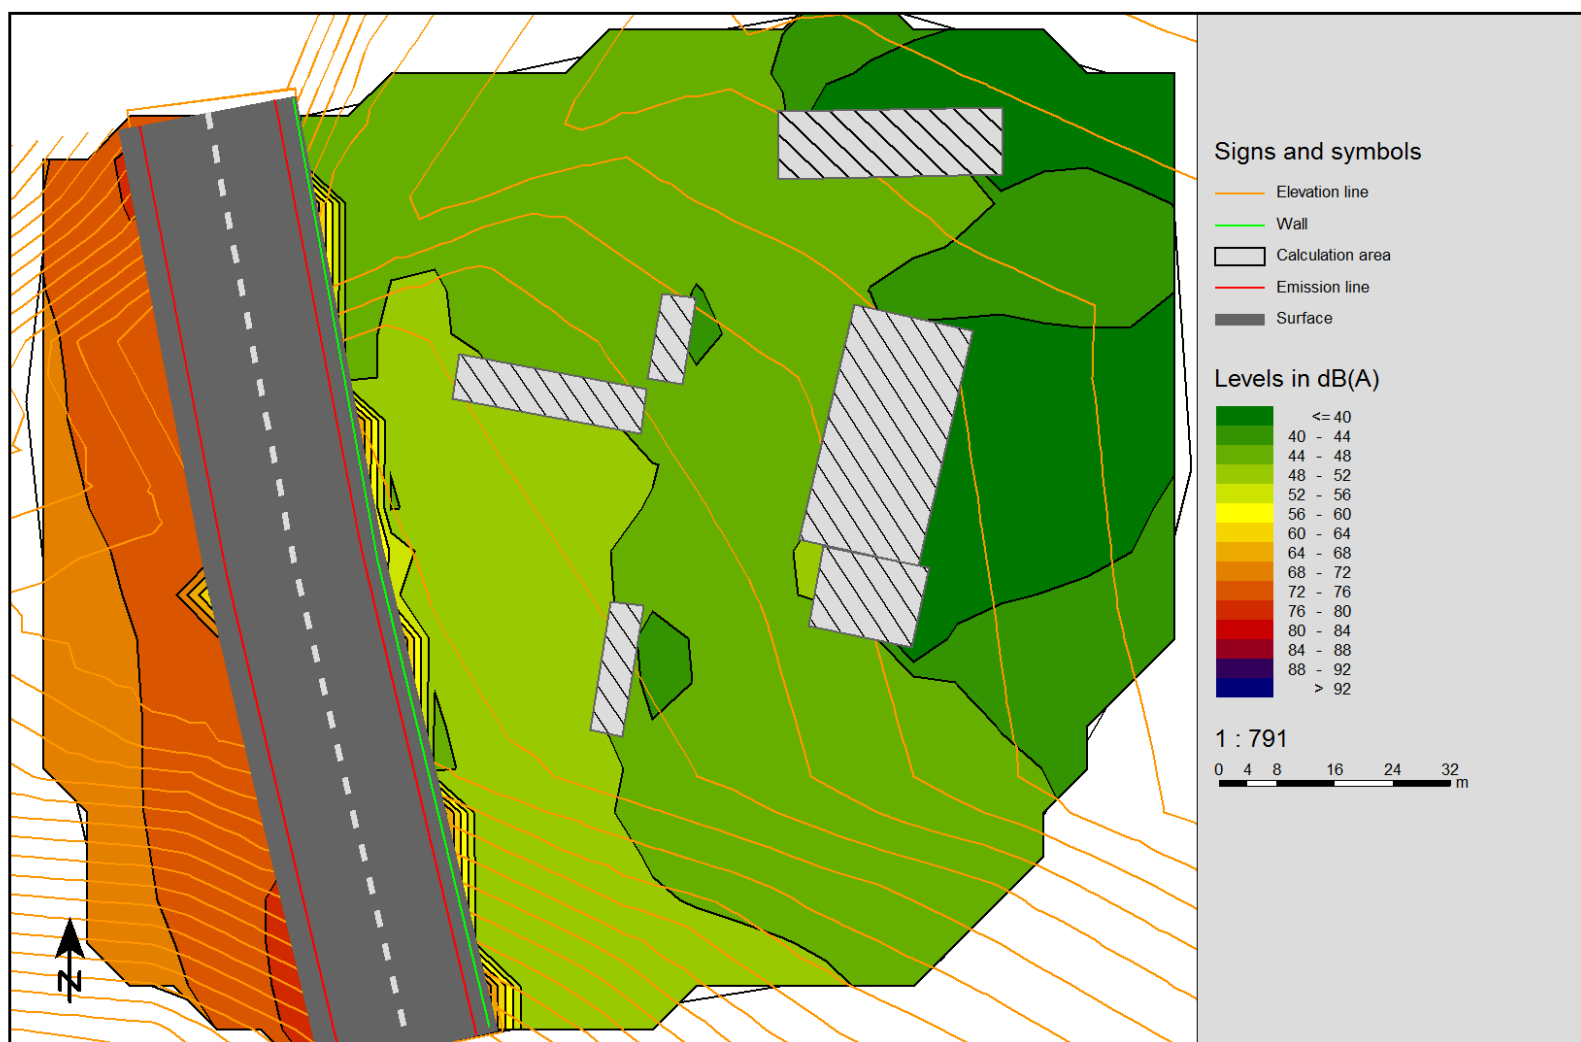 Signs and symbols
Elevation line
Wall
Calculation area
Emission line
Surface
Levels in dB(A)
<= 40
40 - 44
44 - 48
48 - 52
52 - 56
56 - 60
60 - 64
64 - 68
68 - 72
72 - 76
76 - 80
80 - 84
84 - 88
88 - 92
> 92
1 : 791
0 4 8 16 24 32
m
N